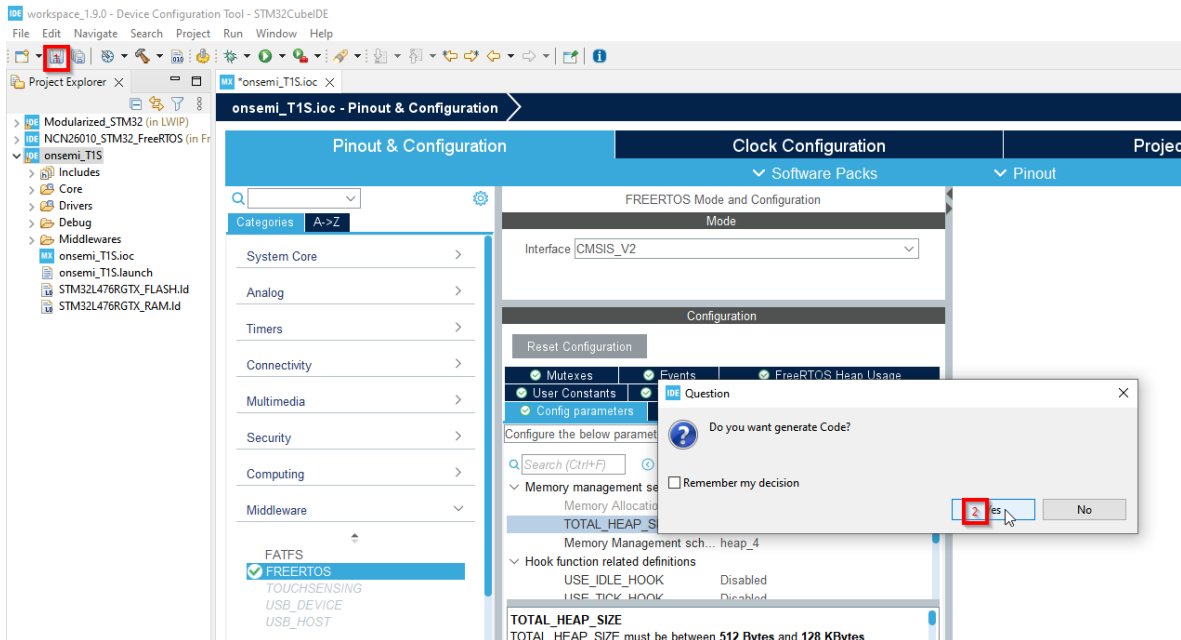 IDE workspace_1.9.0 - Device Configuration Tool - STM32CubeIDE
File Edit Navigate Search Project Run Window Help
Project Explorer
MX *onsemi_T1S.ioc
onsemi_T1S.ioc - Pinout & Configuration
Modularized_STM32 (in LWIP)
NCN26010_STM32_FreeRTOS (in Fr
onsemi_T1S
Includes
Core
Drivers
Debug
Middlewares
MX onsemi_T1S.ioc
onsemi_T1S.launch
STM32L476RGTX_FLASH.ld
STM32L476RGTX_RAM.ld
Pinout & Configuration
Clock Configuration
Projec
Software Packs
Pinout
Categories
A->Z
System Core
Analog
Timers
Connectivity
Multimedia
Security
Computing
Middleware
FATFS
FREERTOS
TOUCHSENSING
USB_DEVICE
USB_HOST
FREERTOS Mode and Configuration
Mode
Interface CMSIS_V2
Configuration
Reset Configuration
Mutexes
Events
FreeRTOS Heap Usage
User Constants
Config parameters
Configure the below paramet
Search (Ctrl+F)
Memory management se
Memory Allocatio
TOTAL_HEAP_S
Memory Management sch... heap_4
Hook function related definitions
USE_IDLE_HOOK Disabled
USE_TICK_HOOK Disabled
TOTAL_HEAP_SIZE
TOTAL_HEAP_SIZE must be between 512 Bytes and 128 KBytes
IDE Question
Do you want generate Code?
Remember my decision
2 es
No